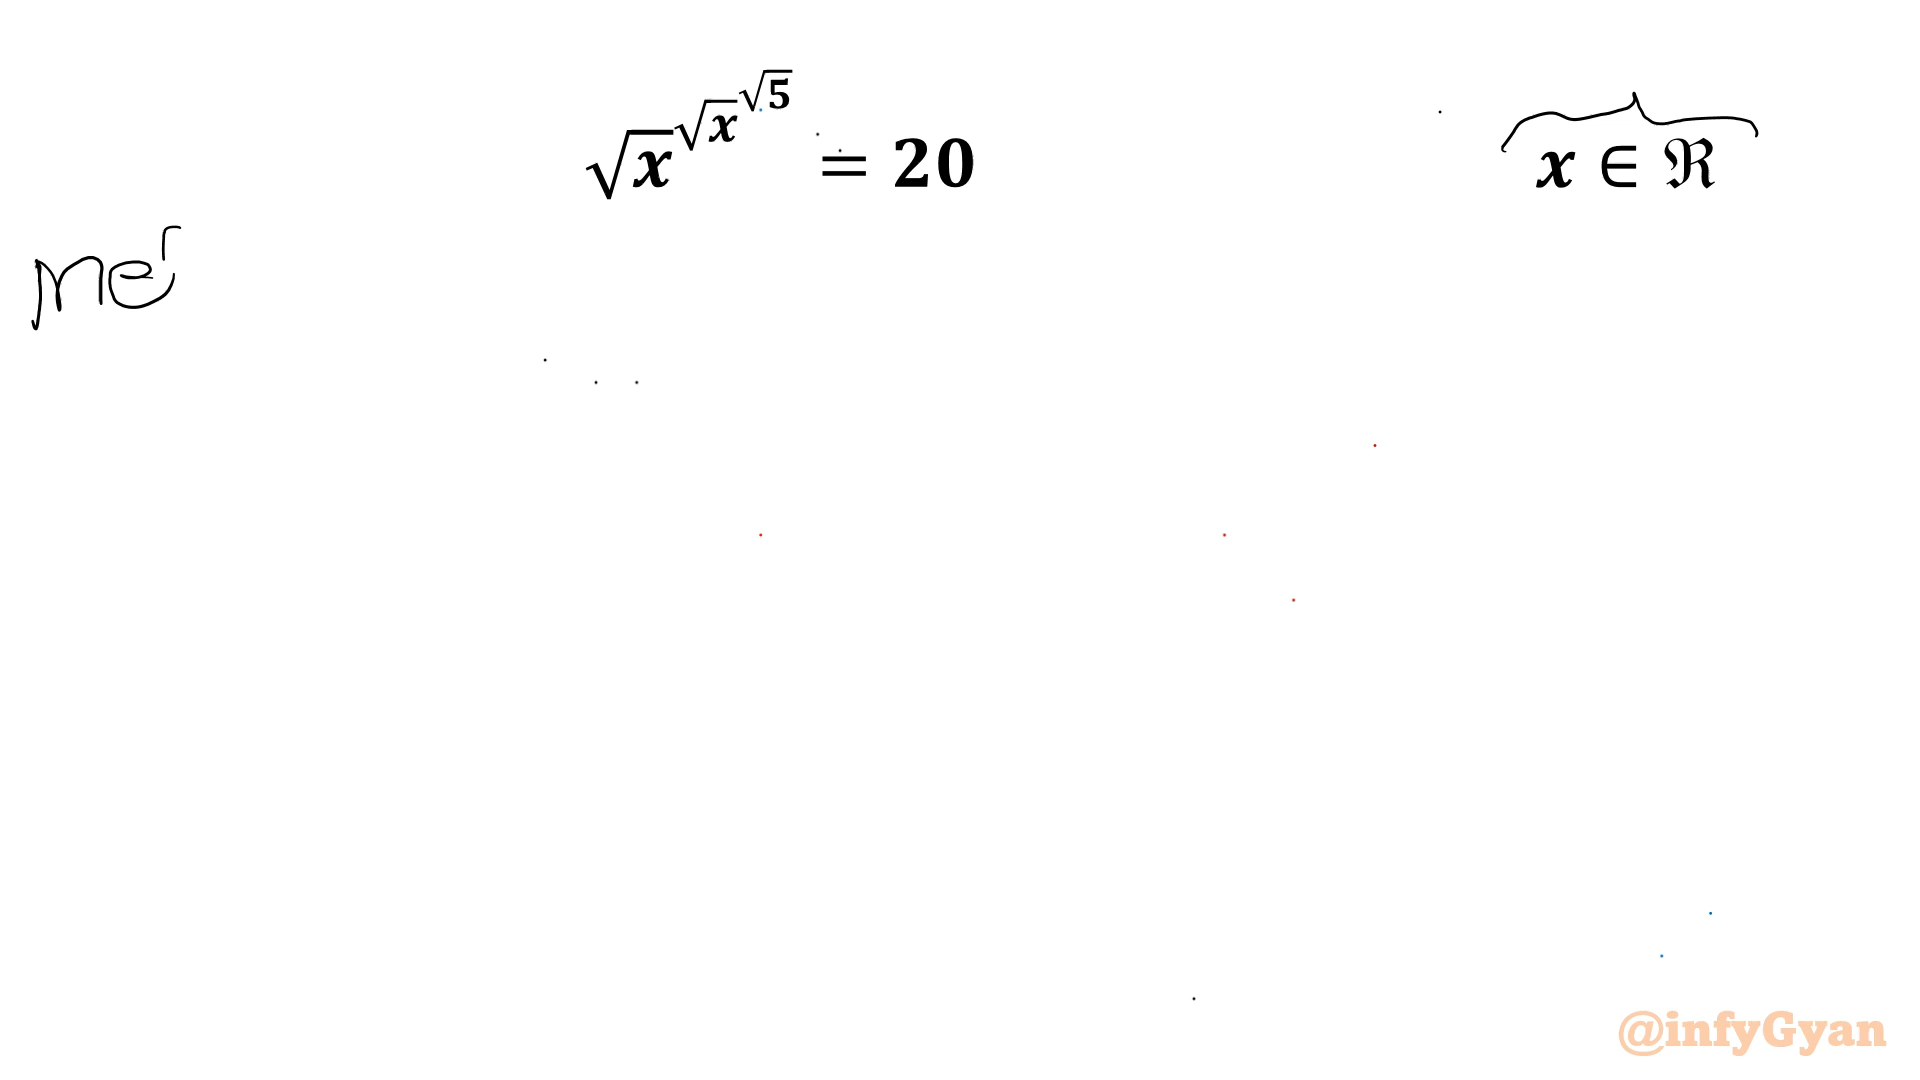 √x^√x^√5 = 20
x ∈ ℜ
me
@infyGyan